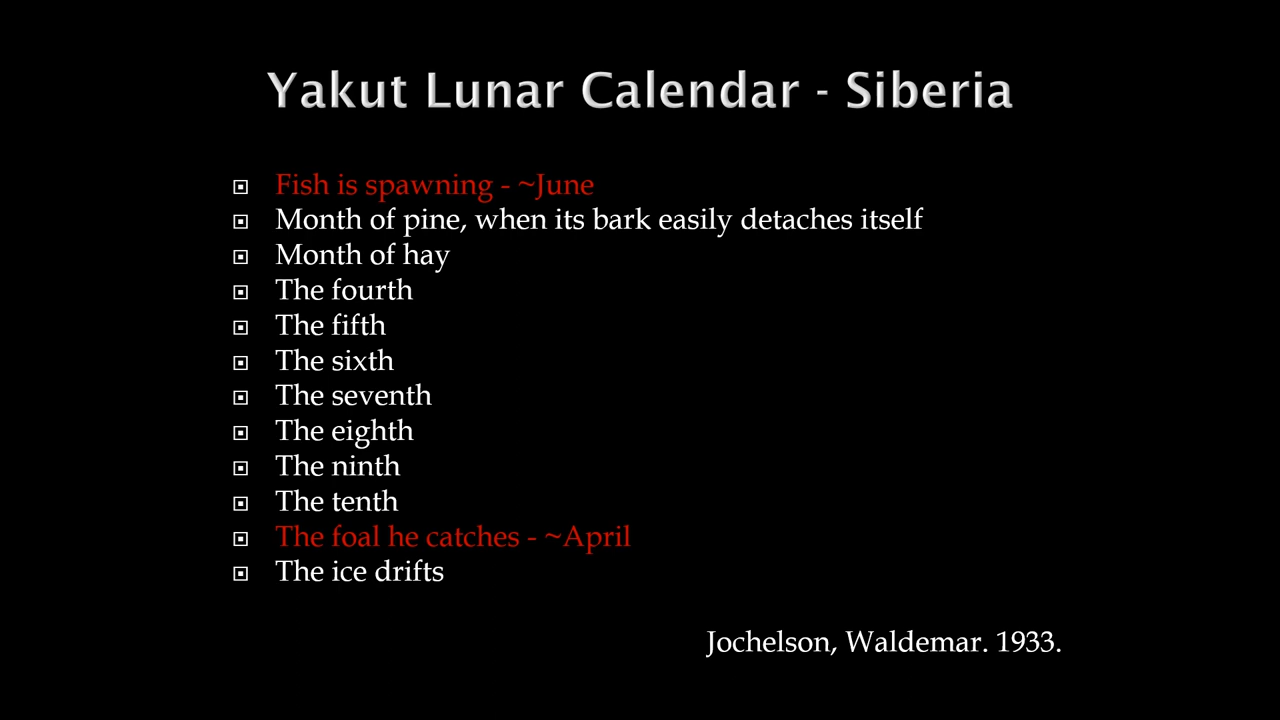 Yakut Lunar Calendar - Siberia
Fish is spawning - ~June
Month of pine, when its bark easily detaches itself
Month of hay
The fourth
The fifth
The sixth
The seventh
The eighth
The ninth
The tenth
The foal he catches - ~April
The ice drifts
Jochelson, Waldemar. 1933.